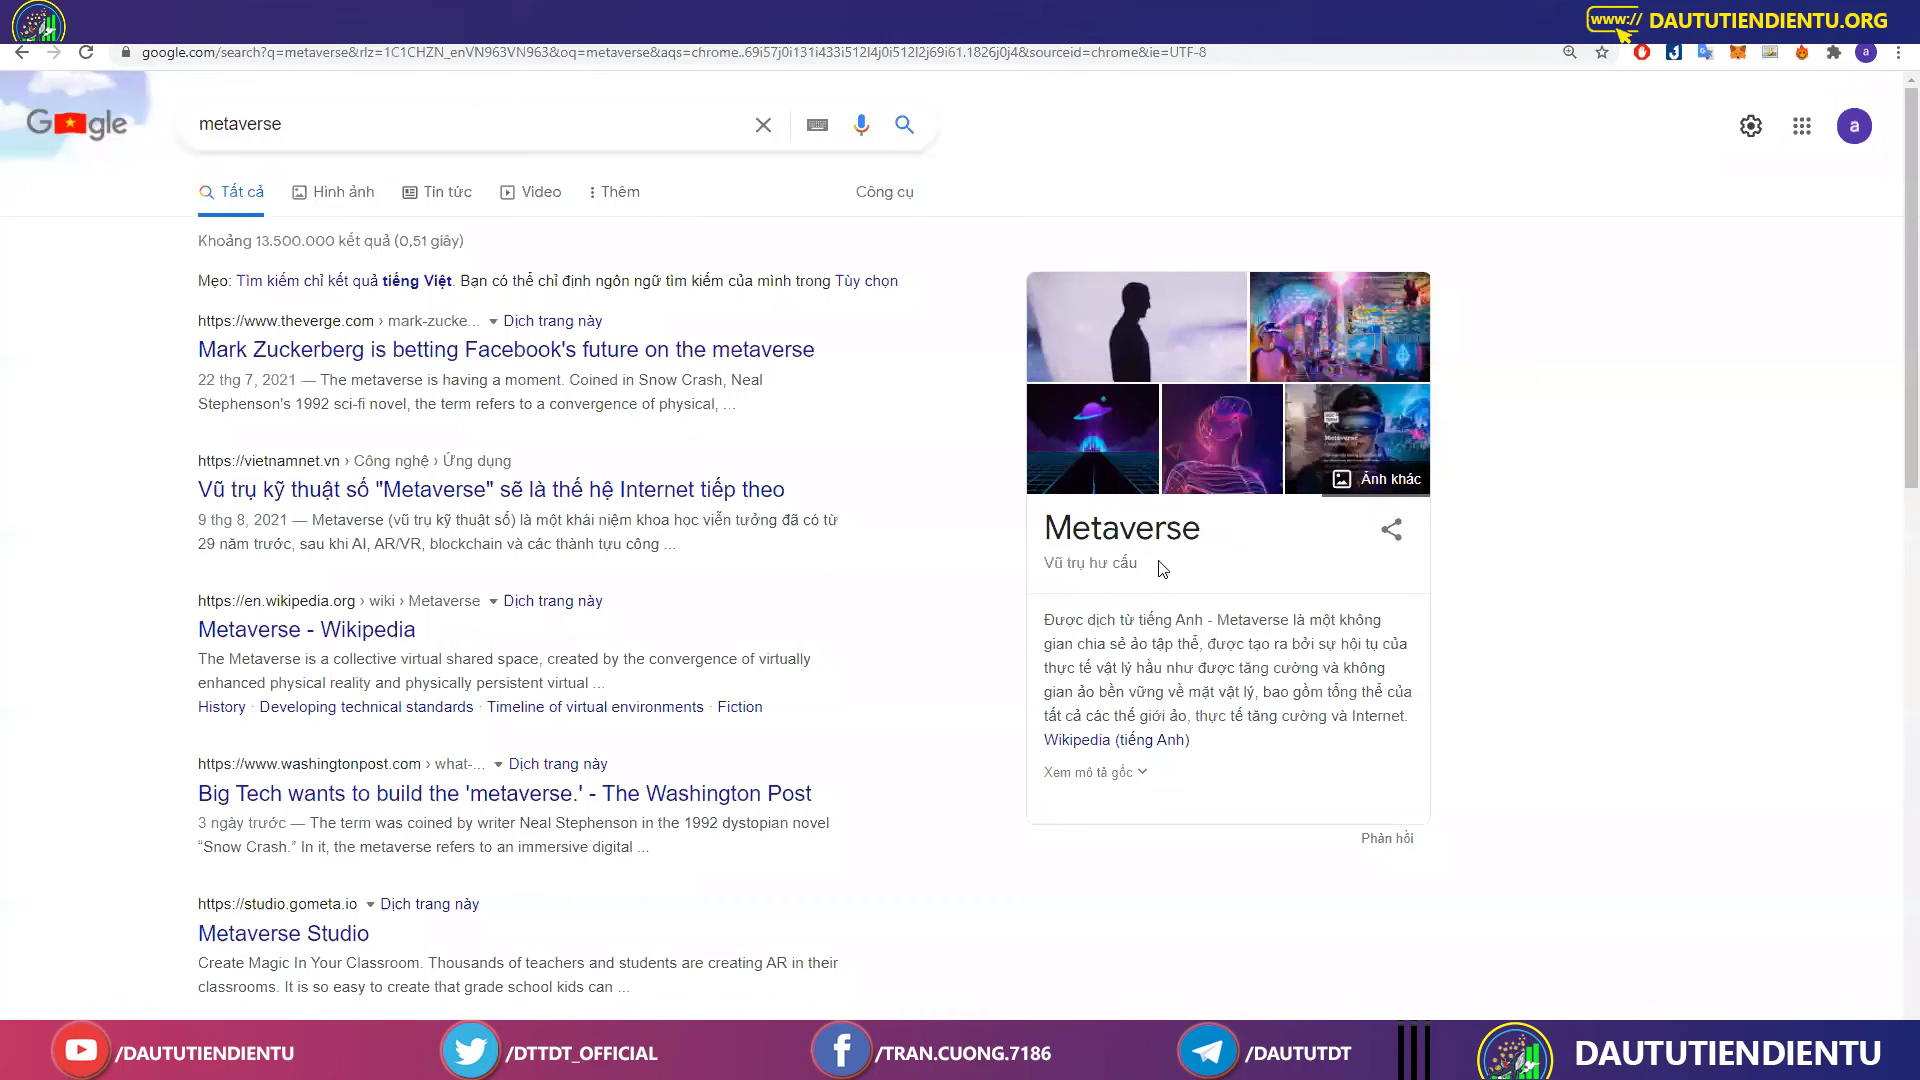 www://
DAUTUTIENDIENTU.ORG
google.com/search?q=metaverse&rlz=1C1CHZN_enVN963VN963&oq=metaverse&aqs=chrome..69i57j0i131i433i512l4j0i512l2j69i61.1826j0j4&sourceid=chrome&ie=UTF-8
a
metaverse
a
Tất cả
Hình ảnh
Tin tức
Video
Thêm
Công cụ
Khoảng 13.500.000 kết quả (0,51 giây)
Mẹo: Tìm kiếm chỉ kết quả tiếng Việt. Bạn có thể chỉ định ngôn ngữ tìm kiếm của mình trong Tùy chọn
https://www.theverge.com › mark-zucke... Dịch trang này
Mark Zuckerberg is betting Facebook's future on the metaverse
22 thg 7, 2021 — The metaverse is having a moment. Coined in Snow Crash, Neal
Stephenson's 1992 sci-fi novel, the term refers to a convergence of physical, ...
https://vietnamnet.vn › Công nghệ › Ứng dụng
Vũ trụ kỹ thuật số "Metaverse" sẽ là thế hệ Internet tiếp theo
9 thg 8, 2021 — Metaverse (vũ trụ kỹ thuật số) là một khái niệm khoa học viễn tưởng đã có từ
29 năm trước, sau khi AI, AR/VR, blockchain và các thành tựu công ...
https://en.wikipedia.org › wiki › Metaverse Dịch trang này
Metaverse - Wikipedia
The Metaverse is a collective virtual shared space, created by the convergence of virtually
enhanced physical reality and physically persistent virtual ...
History · Developing technical standards · Timeline of virtual environments · Fiction
https://www.washingtonpost.com › what-... Dịch trang này
Big Tech wants to build the 'metaverse.' - The Washington Post
3 ngày trước — The term was coined by writer Neal Stephenson in the 1992 dystopian novel
“Snow Crash.” In it, the metaverse refers to an immersive digital ...
https://studio.gometa.io Dịch trang này
Metaverse Studio
Create Magic In Your Classroom. Thousands of teachers and students are creating AR in their
classrooms. It is so easy to create that grade school kids can ...
Ảnh khác
Metaverse
Vũ trụ hư cấu
Được dịch từ tiếng Anh - Metaverse là một không
gian chia sẻ ảo tập thể, được tạo ra bởi sự hội tụ của
thực tế vật lý hầu như được tăng cường và không
gian ảo bền vững về mặt vật lý, bao gồm tổng thể của
tất cả các thế giới ảo, thực tế tăng cường và Internet.
Wikipedia (tiếng Anh)
Xem mô tả gốc
Phản hồi
/DAUTUTIENDIENTU
/DTTDT_OFFICIAL
/TRAN.CUONG.7186
/DAUTUTDT
DAUTUTIENDIENTU